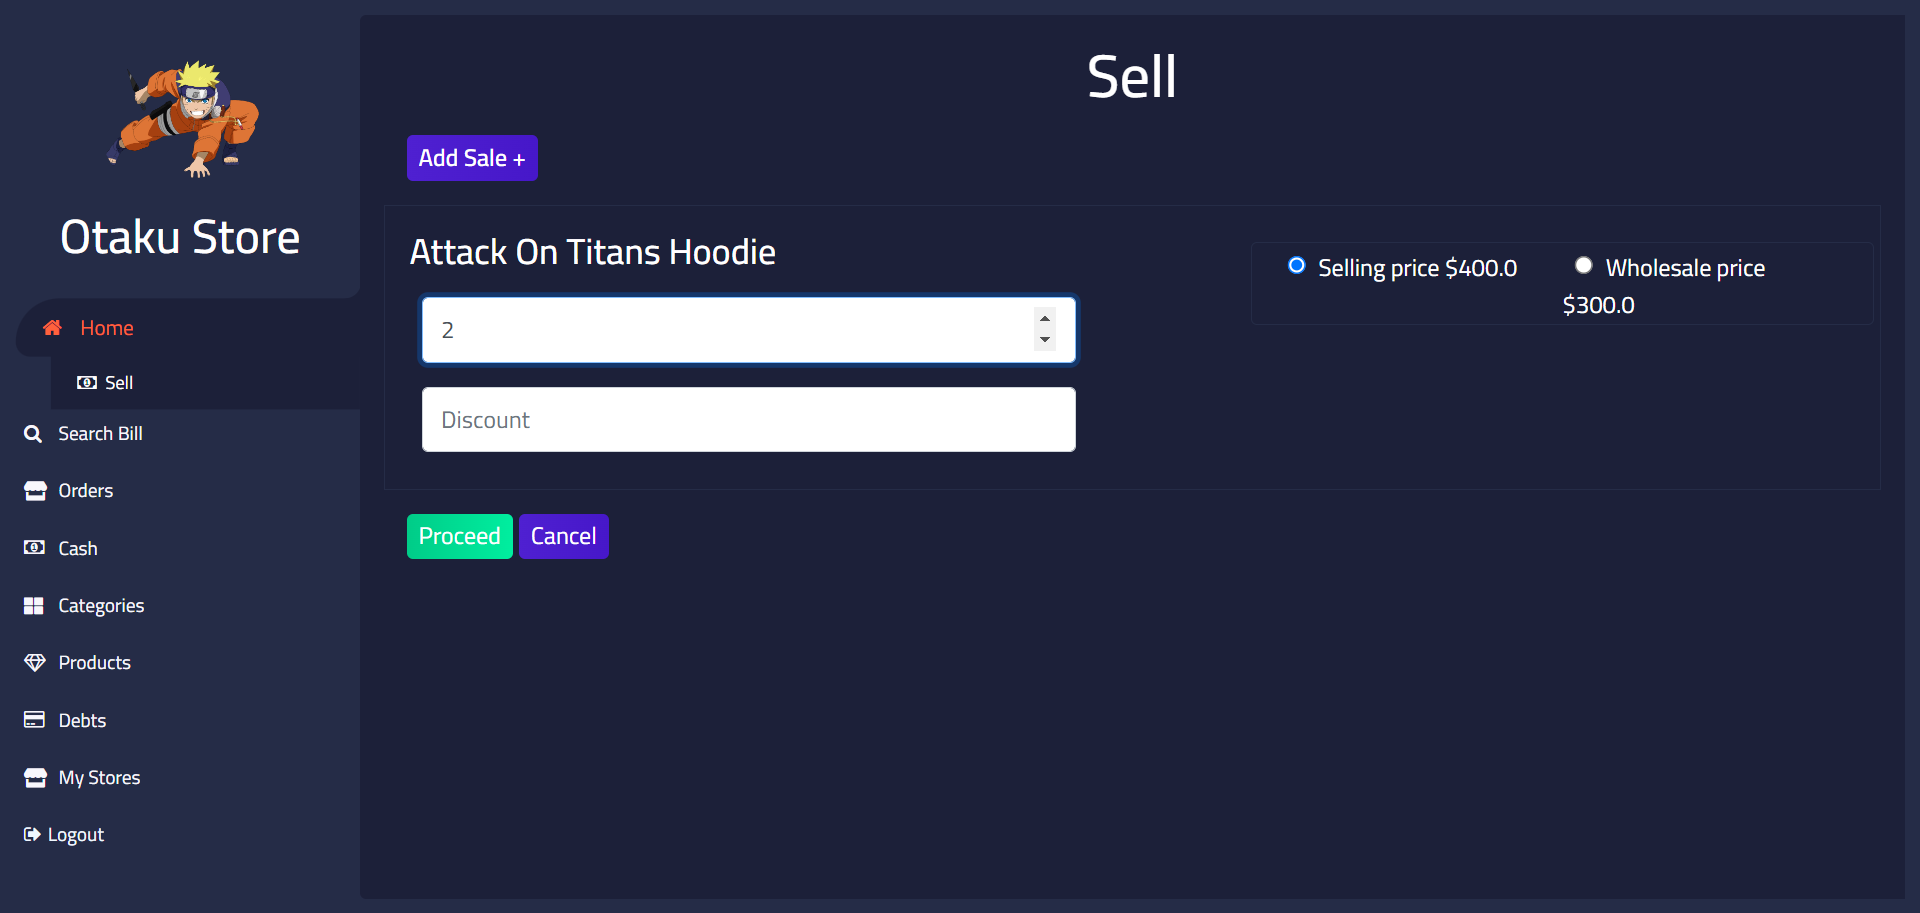 Otaku Store
Home
Sell
Search Bill
Orders
Cash
Categories
Products
Debts
My Stores
Logout
Sell
Add Sale +
Attack On Titans Hoodie
2
Discount
Selling price $400.0
Wholesale price
$300.0
Proceed
Cancel